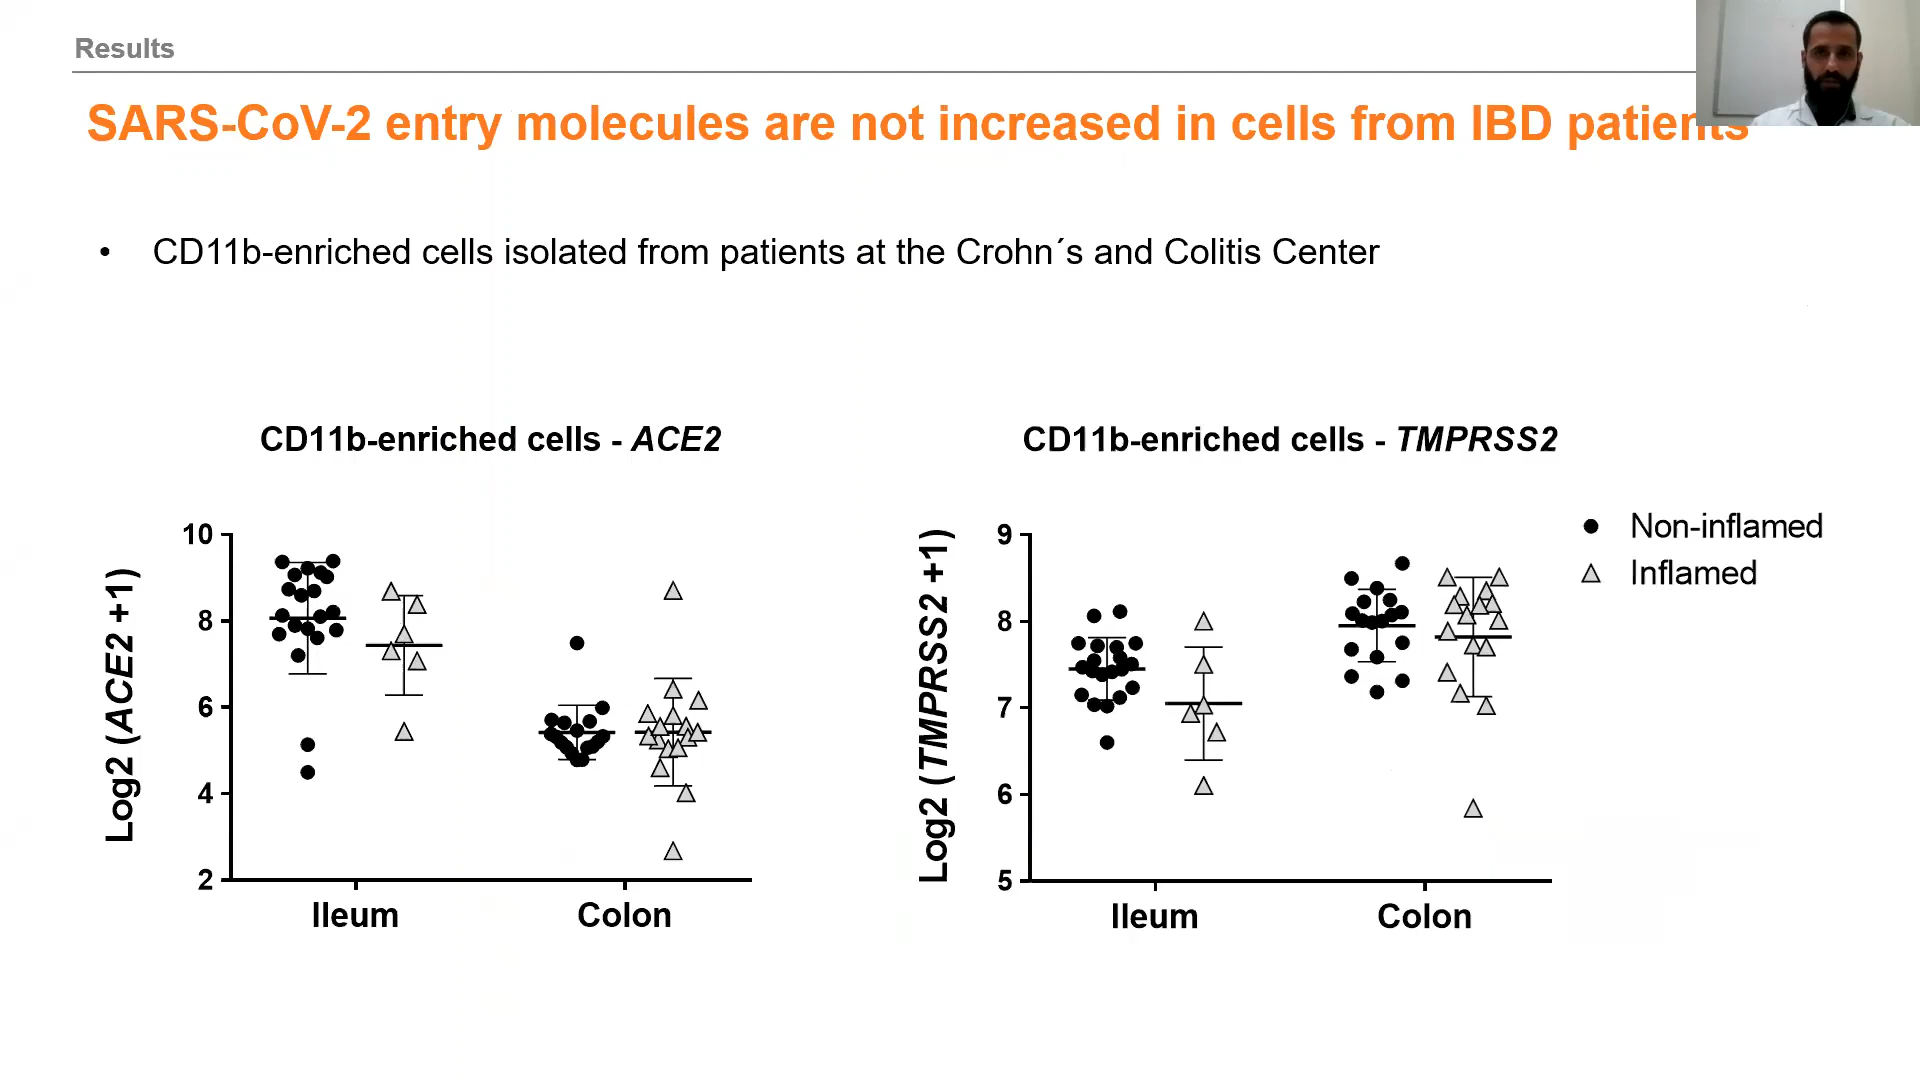 Results
SARS-CoV-2 entry molecules are not increased in cells from IBD patients
• CD11b-enriched cells isolated from patients at the Crohn´s and Colitis Center
CD11b-enriched cells - ACE2
Log2 (ACE2 +1)
10
8
6
4
2
Ileum
Colon
CD11b-enriched cells - TMPRSS2
Log2 (TMPRSS2 +1)
9
8
7
6
5
Ileum
Colon
Non-inflamed
Inflamed